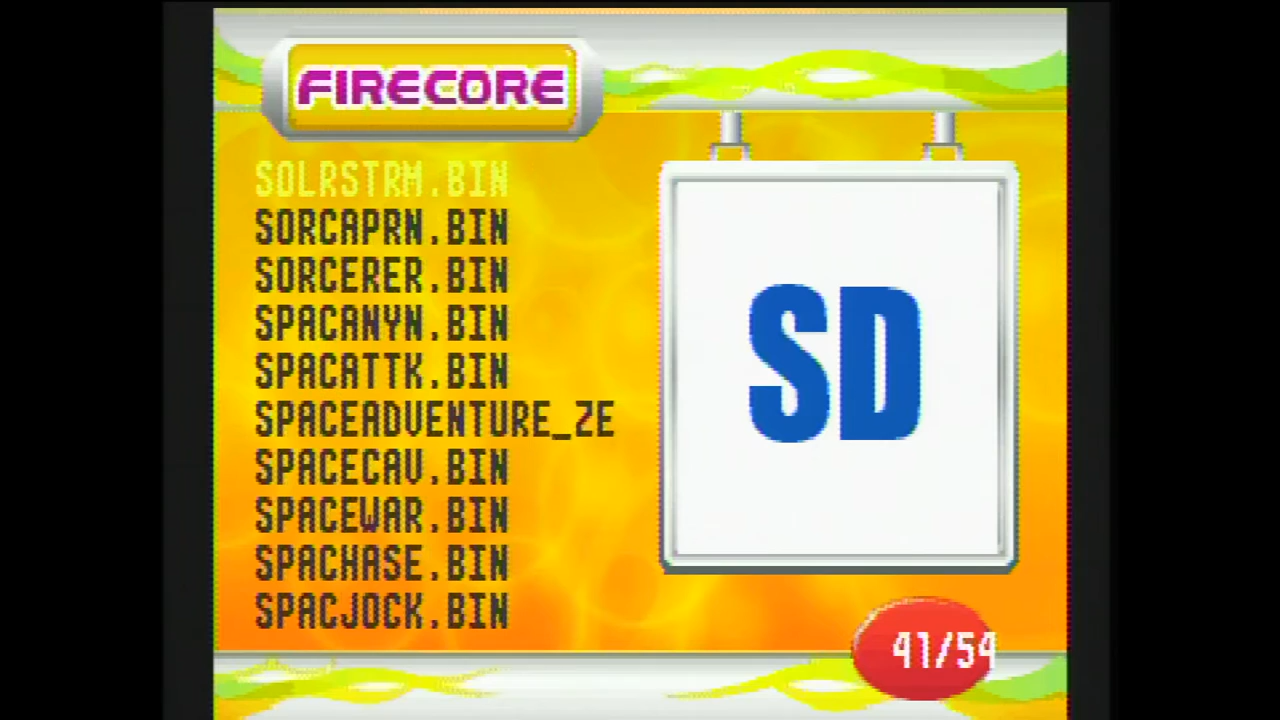 FIRECORE
SOLRSTRM.BIN
SORCAPRN.BIN
SORCERER.BIN
SPACANYN.BIN
SPACATTK.BIN
SPACEADVENTURE_ZE
SPACECAV.BIN
SPACEWAR.BIN
SPACHASE.BIN
SPACJOCK.BIN
SD
41/54